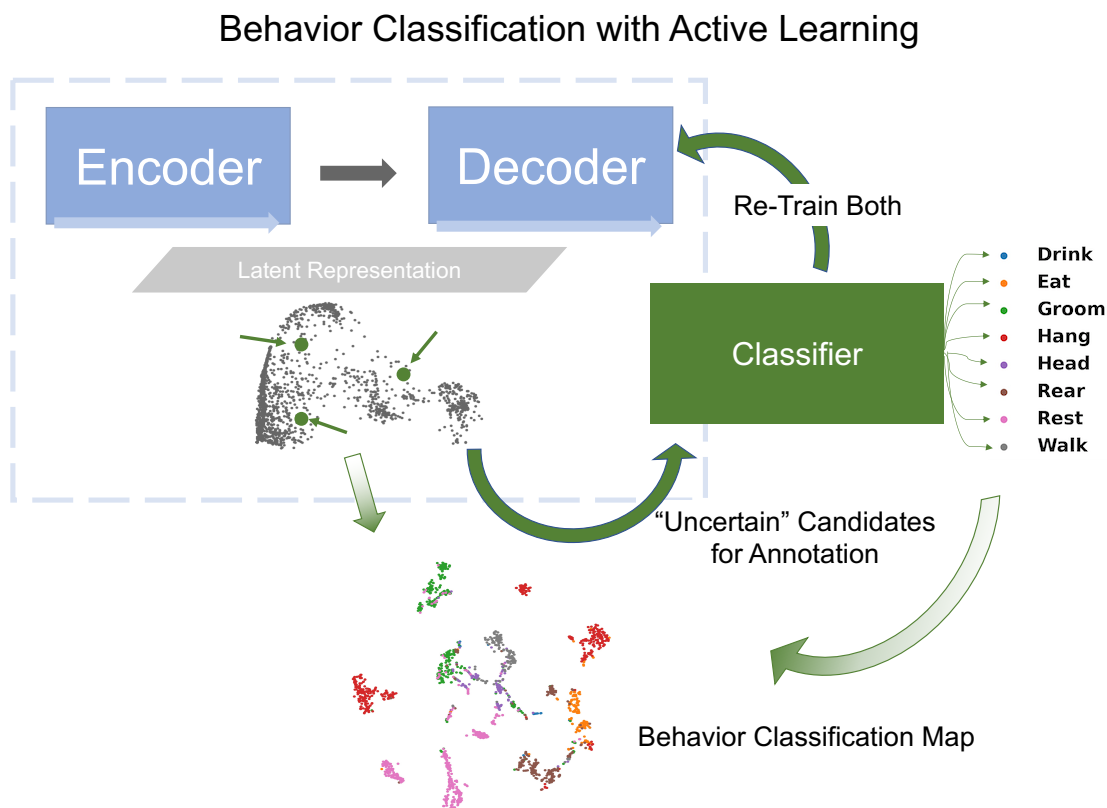 Behavior Classification with Active Learning
Encoder
Decoder
Re-Train Both
Latent Representation
Classifier
Drink
Eat
Groom
Hang
Head
Rear
Rest
Walk
“Uncertain” Candidates
for Annotation
Behavior Classification Map